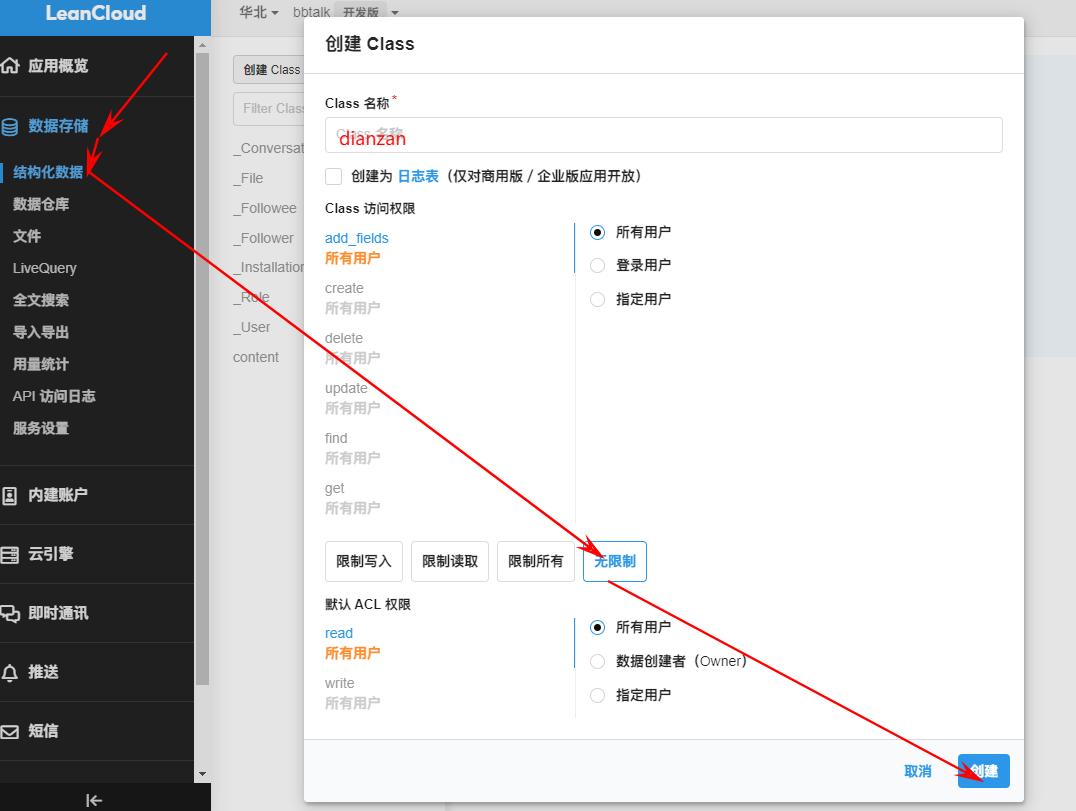 LeanCloud
应用概览
数据存储
结构化数据
数据仓库
文件
LiveQuery
全文搜索
导入导出
用量统计
API 访问日志
服务设置
内建账户
云引擎
即时通讯
推送
短信
华北 bbtalk 开发版
创建 Class
Filter Clas
_Conversat
_File
_Followee
_Follower
_Installation
_Role
_User
content
创建 Class
Class 名称*
Class 名称
dianzan
创建为 日志表（仅对商用版 / 企业版应用开放）
Class 访问权限
add_fields
所有用户
create
所有用户
delete
所有用户
update
所有用户
find
所有用户
get
所有用户
所有用户
登录用户
指定用户
限制写入 限制读取 限制所有 无限制
默认 ACL 权限
read
所有用户
write
所有用户
所有用户
数据创建者（Owner）
指定用户
取消 创建